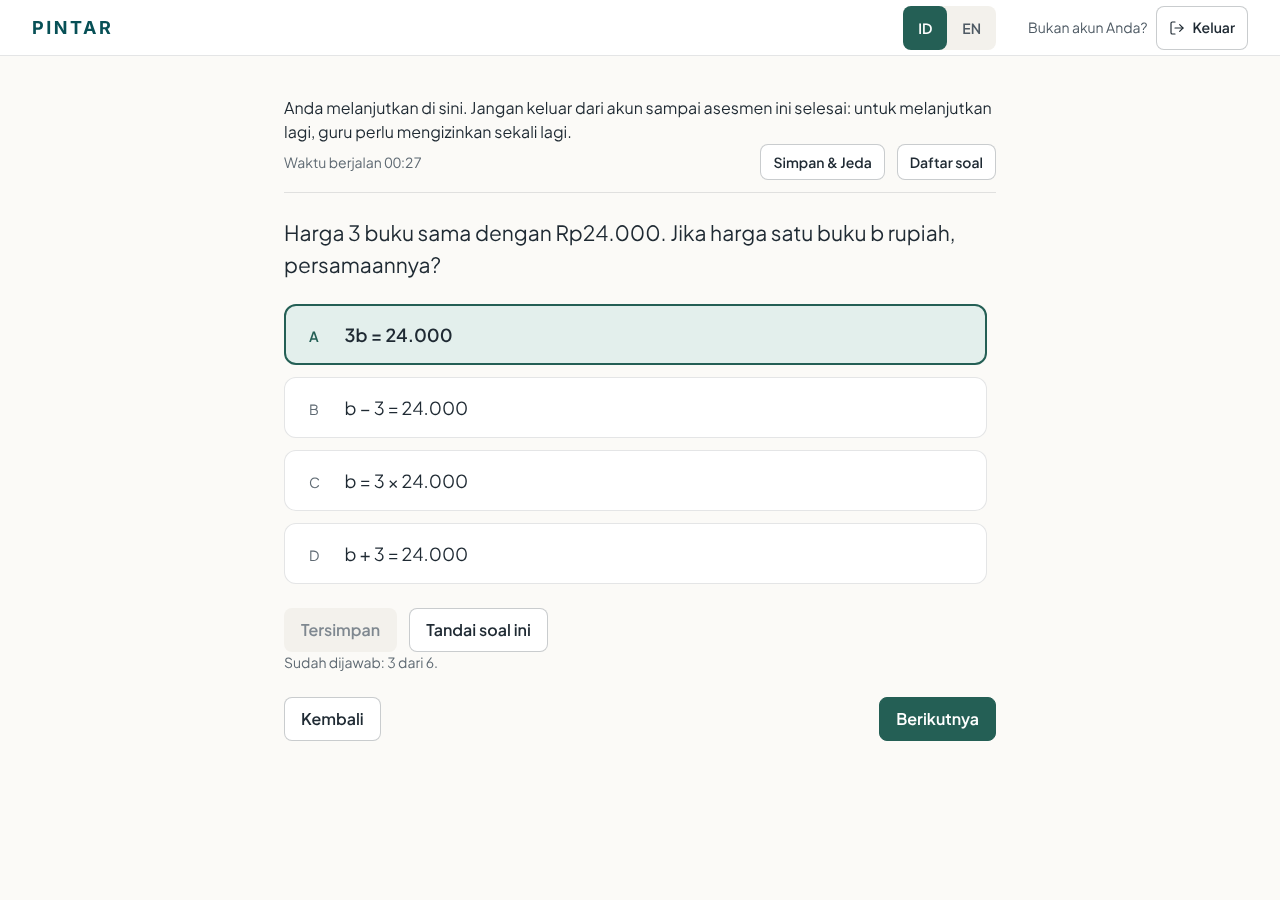 PINTAR
ID
EN
Bukan akun Anda?
Keluar
Anda melanjutkan di sini. Jangan keluar dari akun sampai asesmen ini selesai: untuk melanjutkan
lagi, guru perlu mengizinkan sekali lagi.
Waktu berjalan 00:27
Simpan & Jeda
Daftar soal
Harga 3 buku sama dengan Rp24.000. Jika harga satu buku b rupiah,
persamaannya?
A 3b = 24.000
B b – 3 = 24.000
C b = 3 × 24.000
D b + 3 = 24.000
Tersimpan
Tandai soal ini
Sudah dijawab: 3 dari 6.
Kembali
Berikutnya